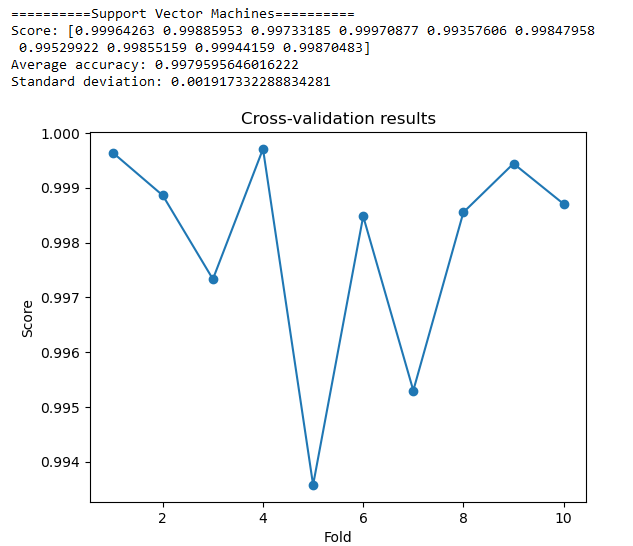 ==========Support Vector Machines==========
Score: [0.99964263 0.99885953 0.99733185 0.99970877 0.99357606 0.99847958
 0.99529922 0.99855159 0.99944159 0.99870483]
Average accuracy: 0.9979595646016222
Standard deviation: 0.001917332288834281
Cross-validation results
1.000
0.999
0.998
0.997
0.996
0.995
0.994
Score
2 4 6 8 10
Fold